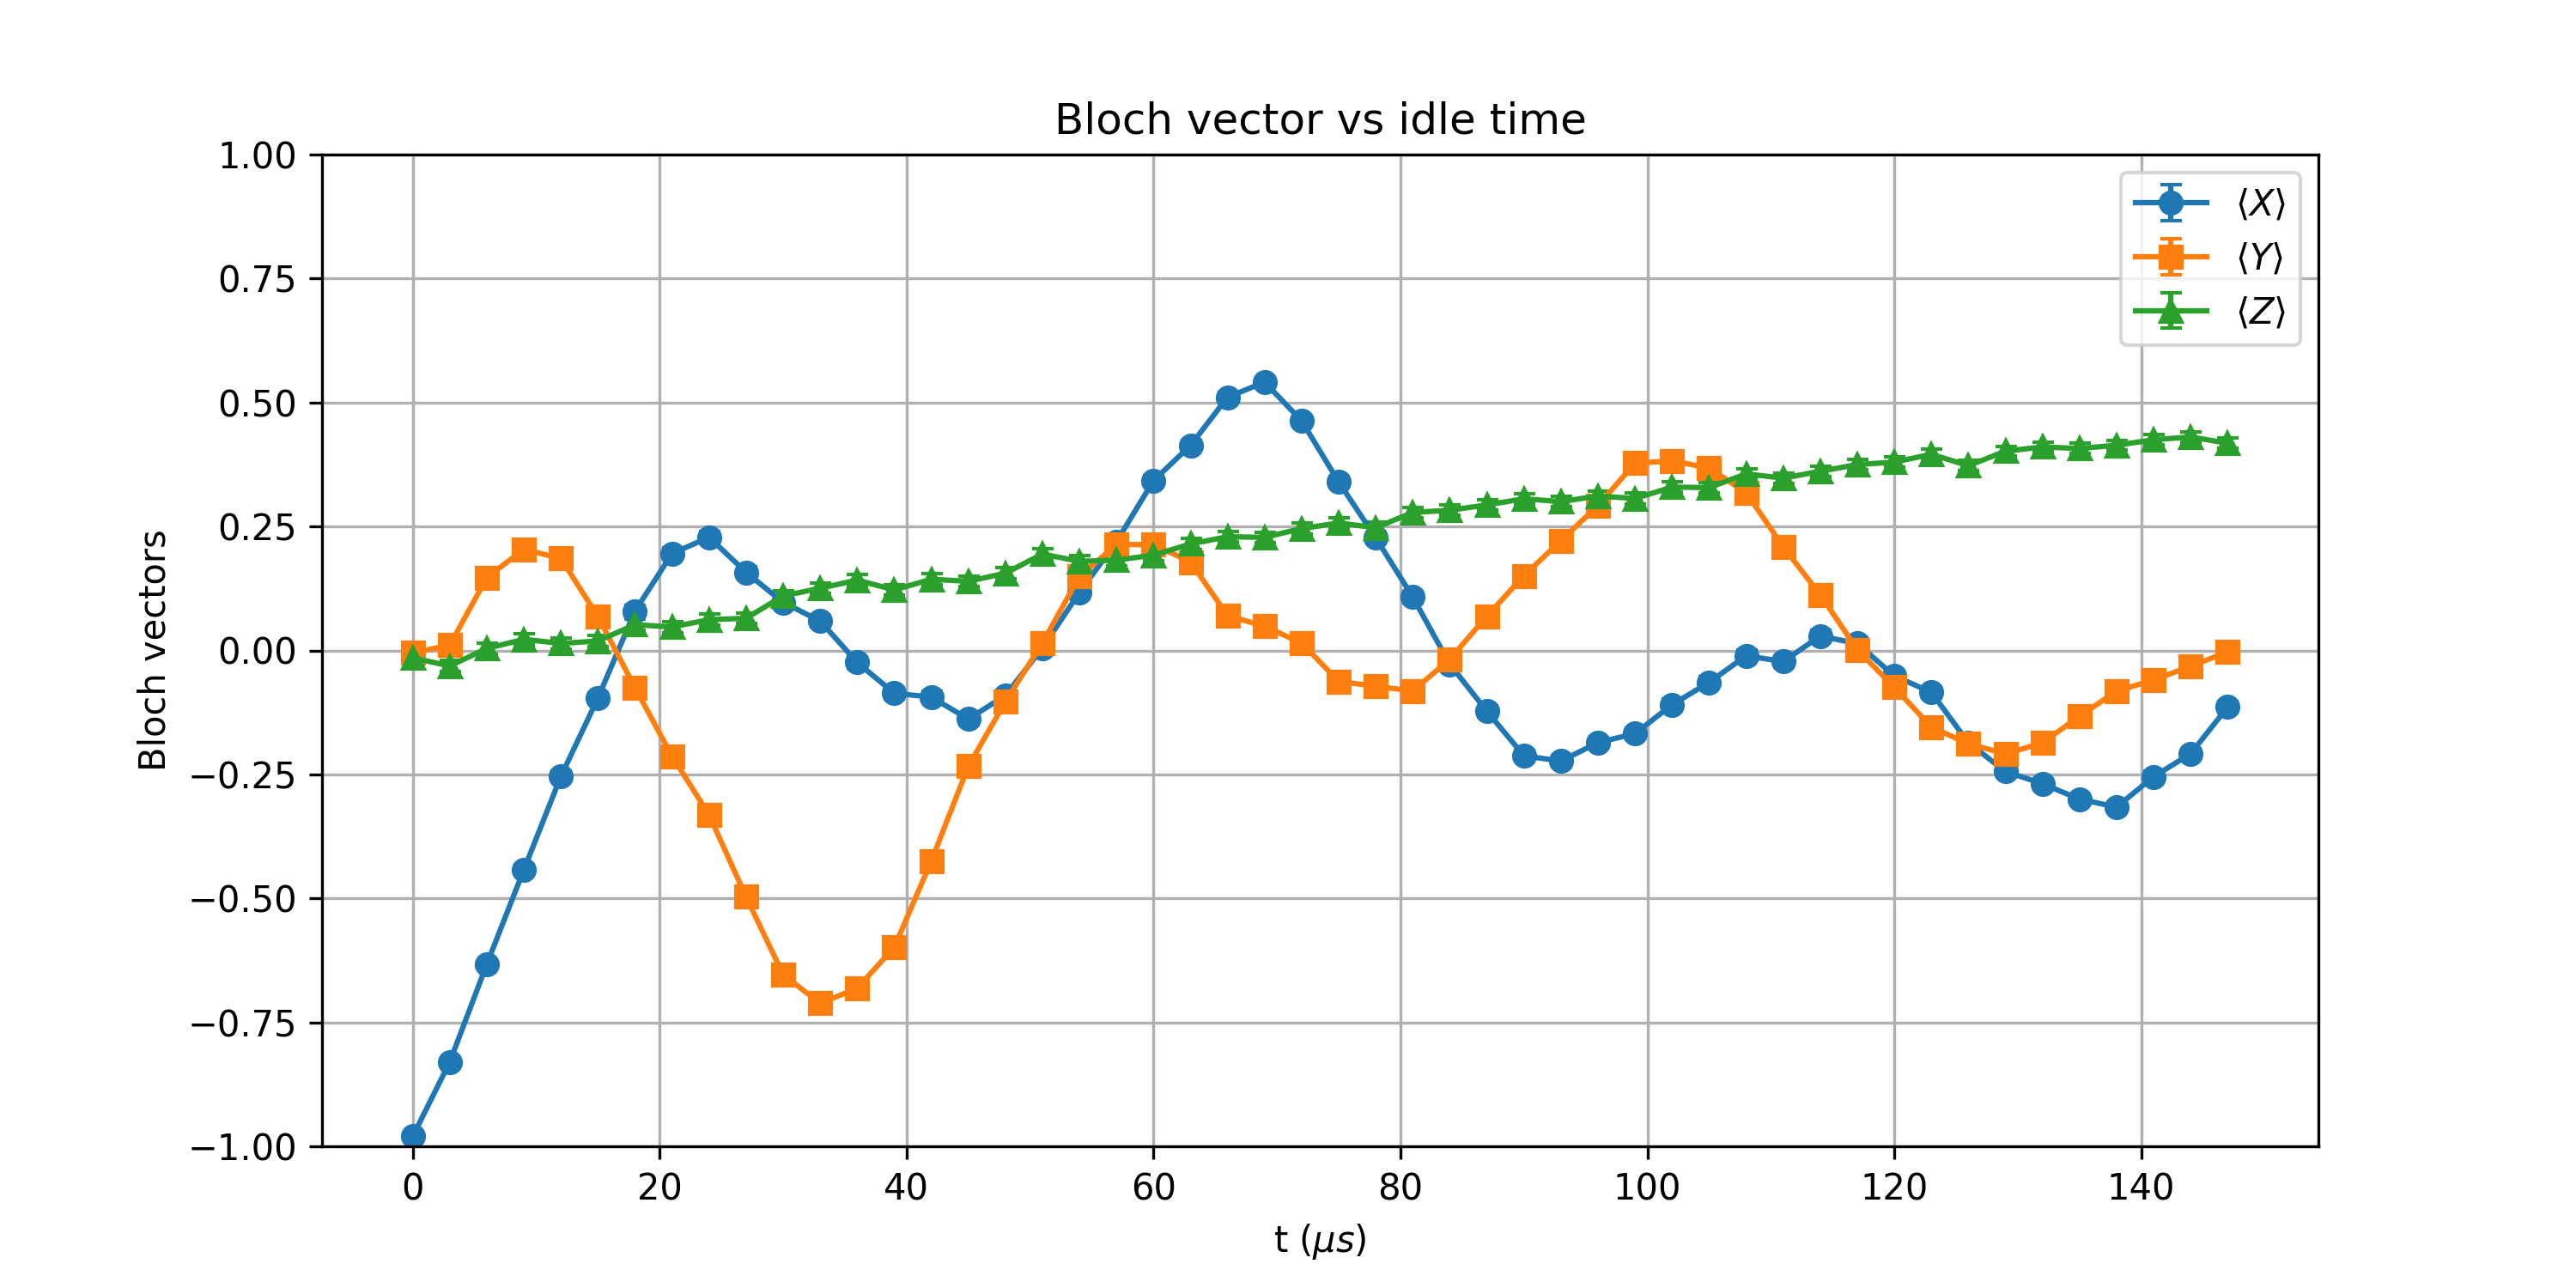 Bloch vector vs idle time
1.00
0.75
0.50
0.25
0.00
−0.25
−0.50
−0.75
−1.00
Bloch vectors
⟨X⟩
⟨Y⟩
⟨Z⟩
0 20 40 60 80 100 120 140
t (μs)